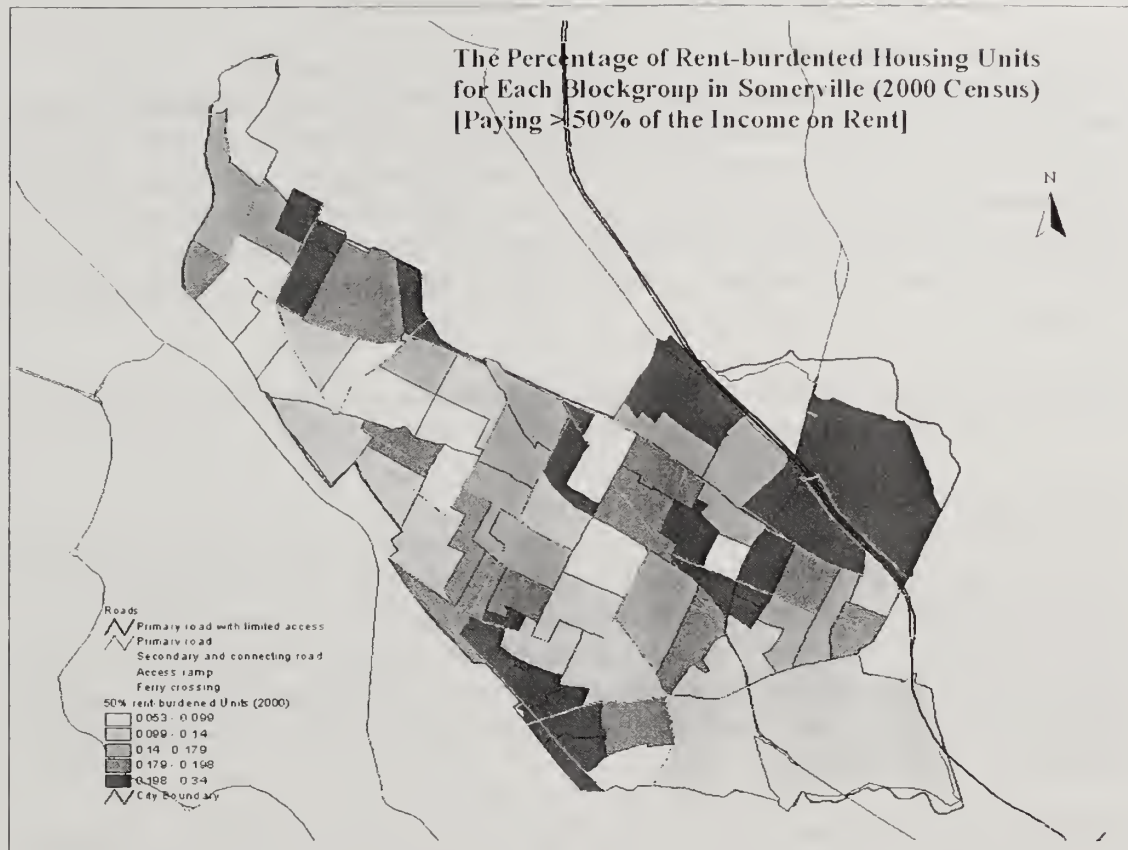 The Percentage of Rent-burdented Housing Units
for Each Blockgroup in Somerville (2000 Census)
[Paying > 50% of the Income on Rent]
N
Roads
Primary road with limited access
Primary road
Secondary and connecting road
Access ramp
Ferry crossing
50% rent-burdened Units (2000)
0.053 - 0.099
0.099 - 0.14
0.14 - 0.179
0.179 - 0.198
0.198 - 0.34
City Boundary